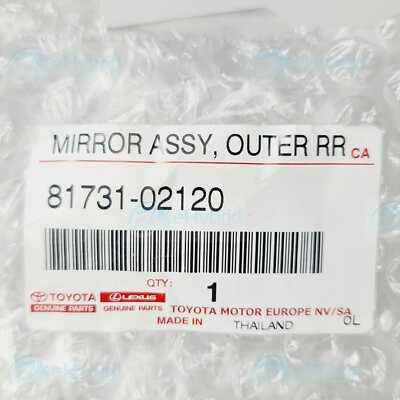 MIRROR ASSY, OUTER RR CA
81731-02120
QTY: 1
TOYOTA LEXUS
GENUINE PARTS GENUINE PARTS TOYOTA MOTOR EUROPE NV/SA
MADE IN THAILAND OL